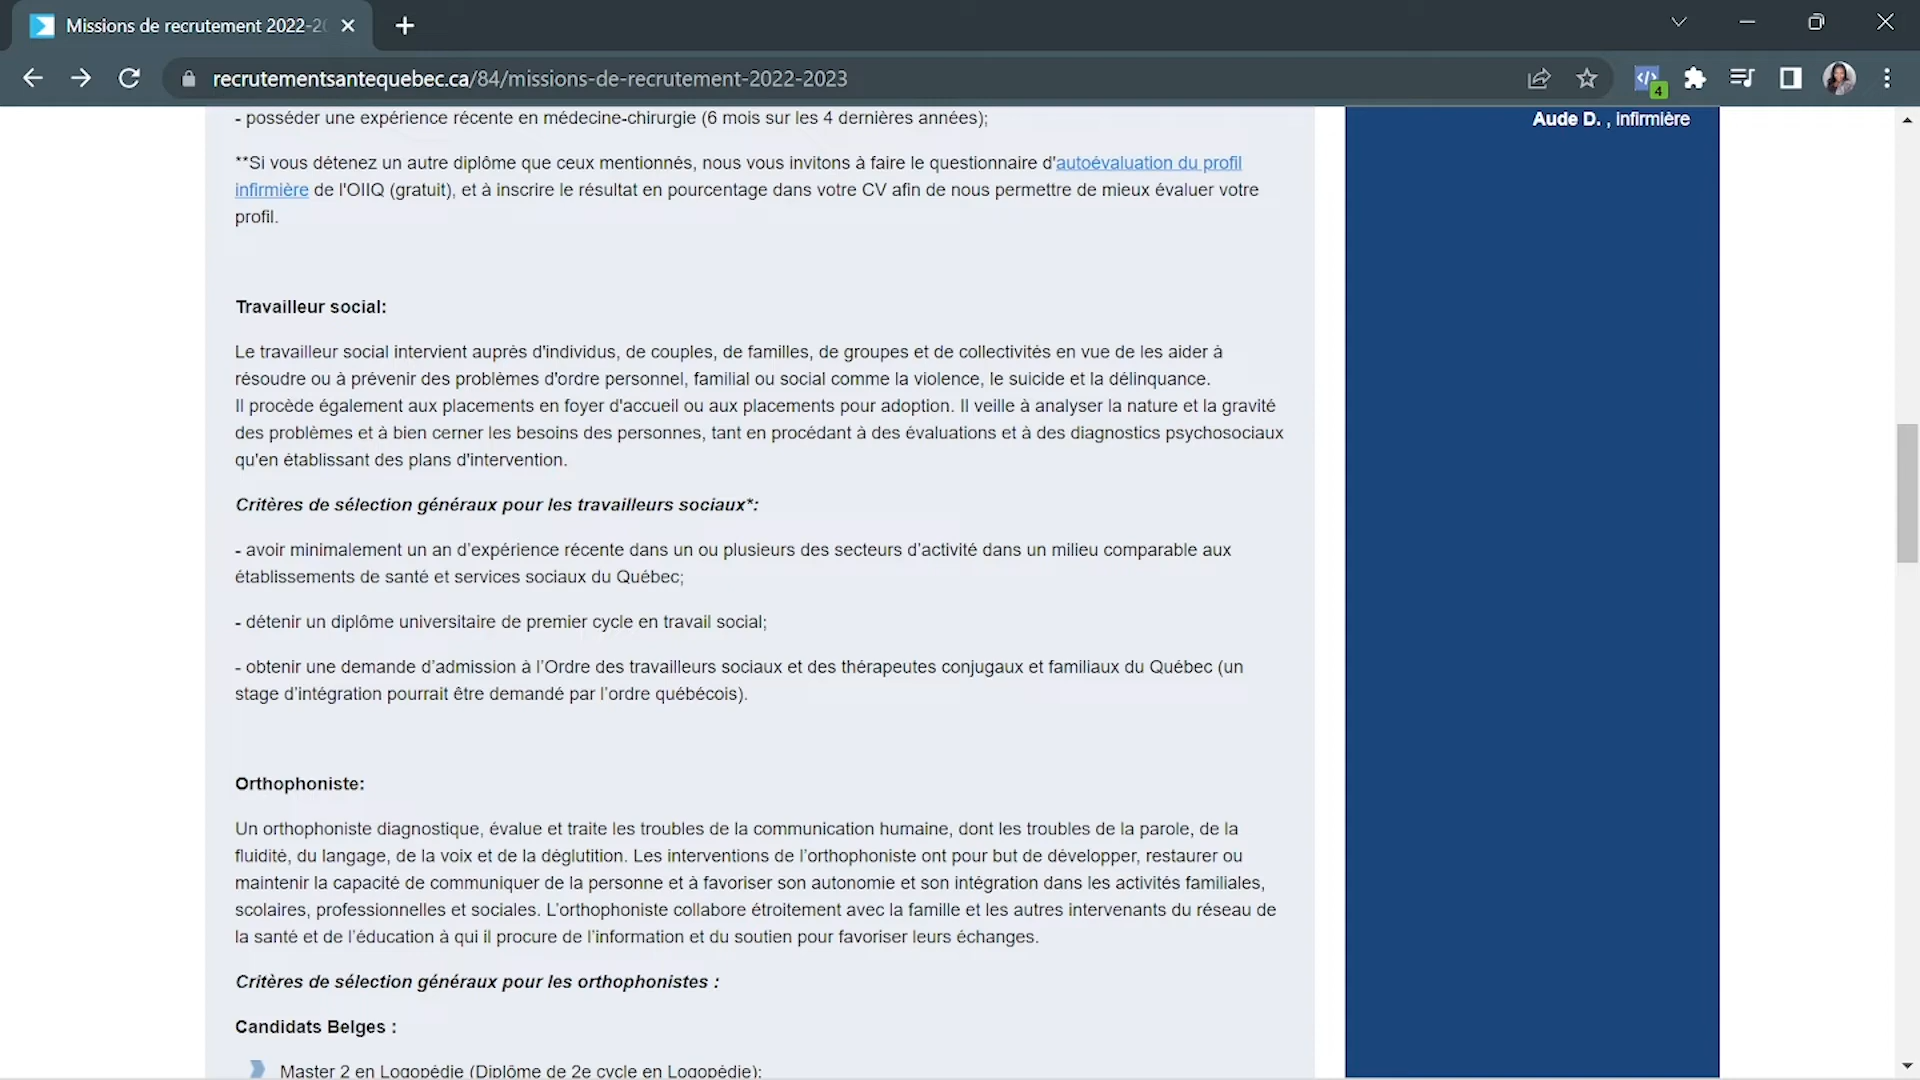 Missions de recrutement 2022-20
recrutementsantequebec.ca/84/missions-de-recrutement-2022-2023
4
- posséder une expérience récente en médecine-chirurgie (6 mois sur les 4 dernières années);
Aude D. , infirmière
**Si vous détenez un autre diplôme que ceux mentionnés, nous vous invitons à faire le questionnaire d'autoévaluation du profil
infirmière de l'OIIQ (gratuit), et à inscrire le résultat en pourcentage dans votre CV afin de nous permettre de mieux évaluer votre
profil.
Travailleur social:
Le travailleur social intervient auprès d'individus, de couples, de familles, de groupes et de collectivités en vue de les aider à
résoudre ou à prévenir des problèmes d'ordre personnel, familial ou social comme la violence, le suicide et la délinquance.
Il procède également aux placements en foyer d'accueil ou aux placements pour adoption. Il veille à analyser la nature et la gravité
des problèmes et à bien cerner les besoins des personnes, tant en procédant à des évaluations et à des diagnostics psychosociaux
qu'en établissant des plans d'intervention.
Critères de sélection généraux pour les travailleurs sociaux*:
- avoir minimalement un an d’expérience récente dans un ou plusieurs des secteurs d’activité dans un milieu comparable aux
établissements de santé et services sociaux du Québec;
- détenir un diplôme universitaire de premier cycle en travail social;
- obtenir une demande d’admission à l’Ordre des travailleurs sociaux et des thérapeutes conjugaux et familiaux du Québec (un
stage d’intégration pourrait être demandé par l’ordre québécois).
Orthophoniste:
Un orthophoniste diagnostique, évalue et traite les troubles de la communication humaine, dont les troubles de la parole, de la
fluidité, du langage, de la voix et de la déglutition. Les interventions de l’orthophoniste ont pour but de développer, restaurer ou
maintenir la capacité de communiquer de la personne et à favoriser son autonomie et son intégration dans les activités familiales,
scolaires, professionnelles et sociales. L’orthophoniste collabore étroitement avec la famille et les autres intervenants du réseau de
la santé et de l’éducation à qui il procure de l’information et du soutien pour favoriser leurs échanges.
Critères de sélection généraux pour les orthophonistes :
Candidats Belges :
Master 2 en Logopédie (Diplôme de 2e cycle en Logopédie);